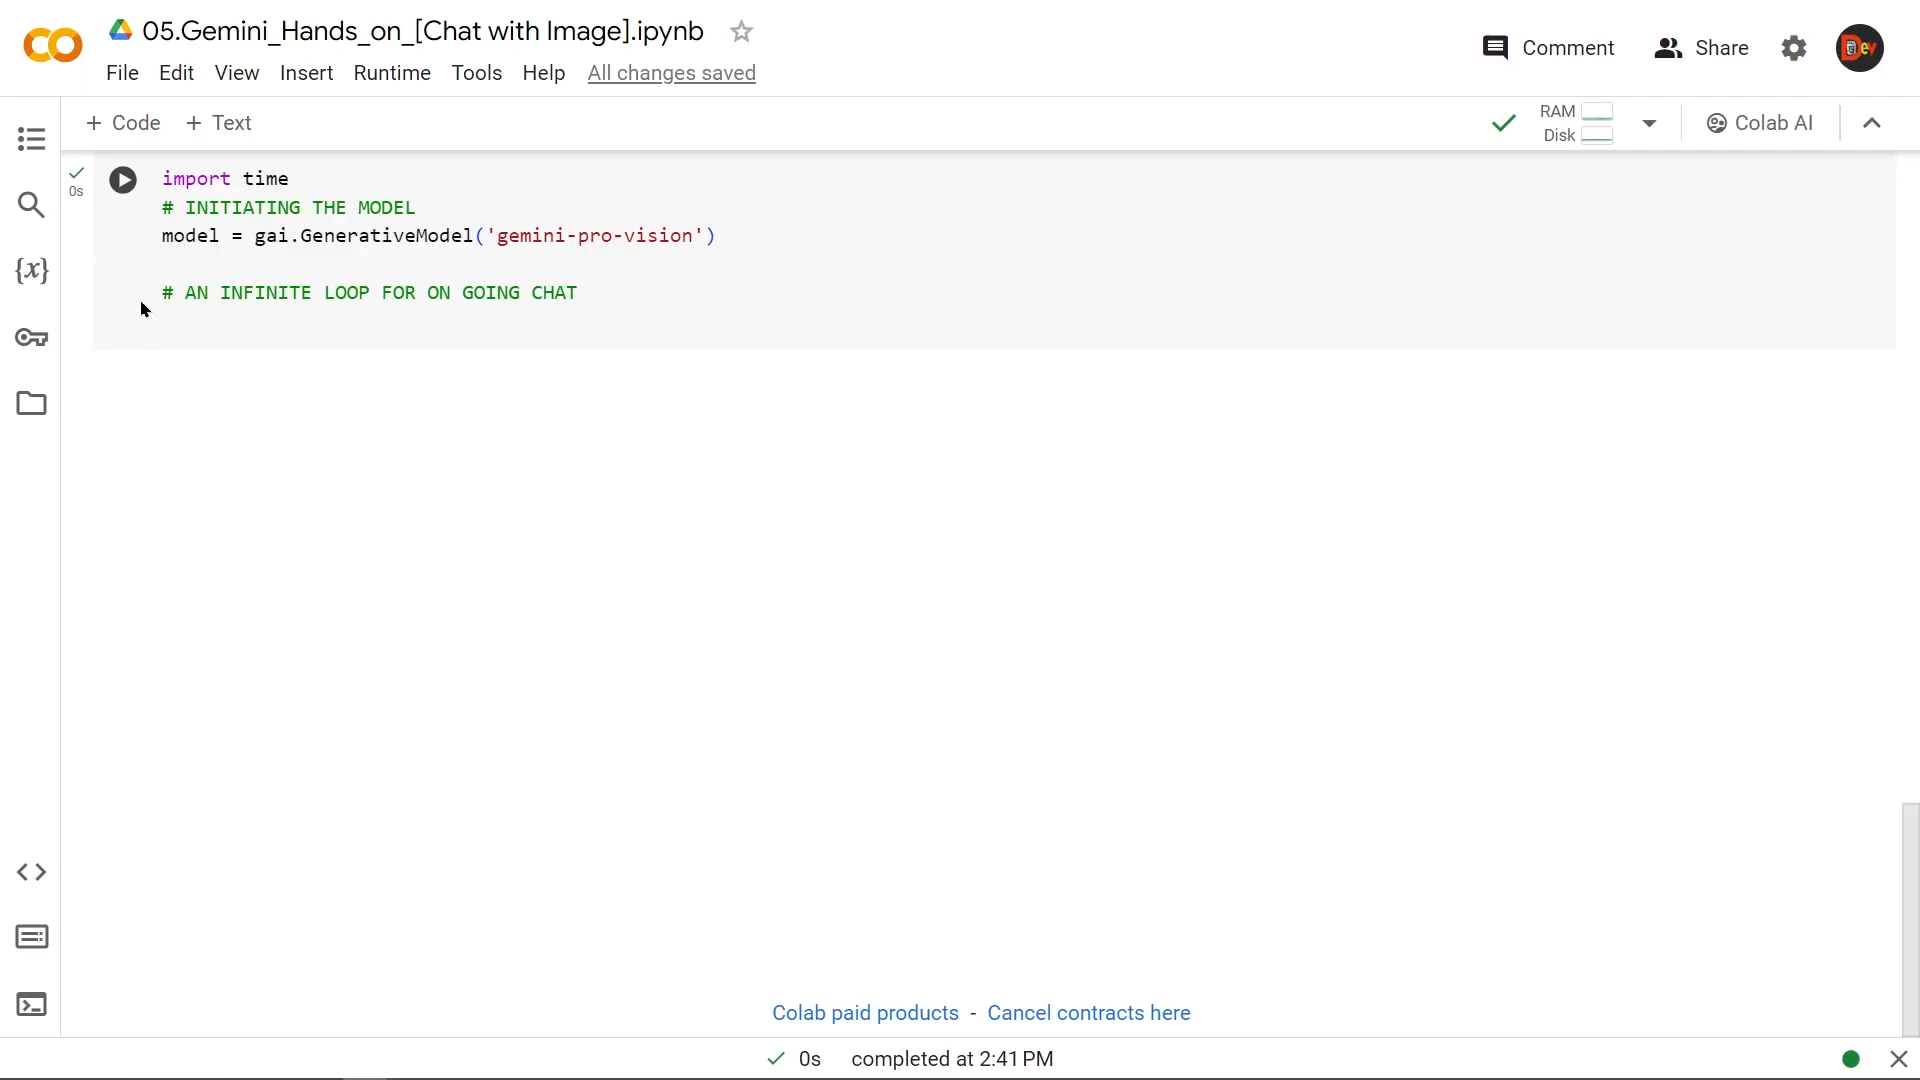 05.Gemini_Hands_on_[Chat with Image].ipynb
Comment
Share
Dev
File Edit View Insert Runtime Tools Help All changes saved
+ Code + Text
RAM
Disk
Colab AI
0s
import time
# INITIATING THE MODEL
model = gai.GenerativeModel('gemini-pro-vision')
# AN INFINITE LOOP FOR ON GOING CHAT
{x}
Colab paid products - Cancel contracts here
0s completed at 2:41 PM